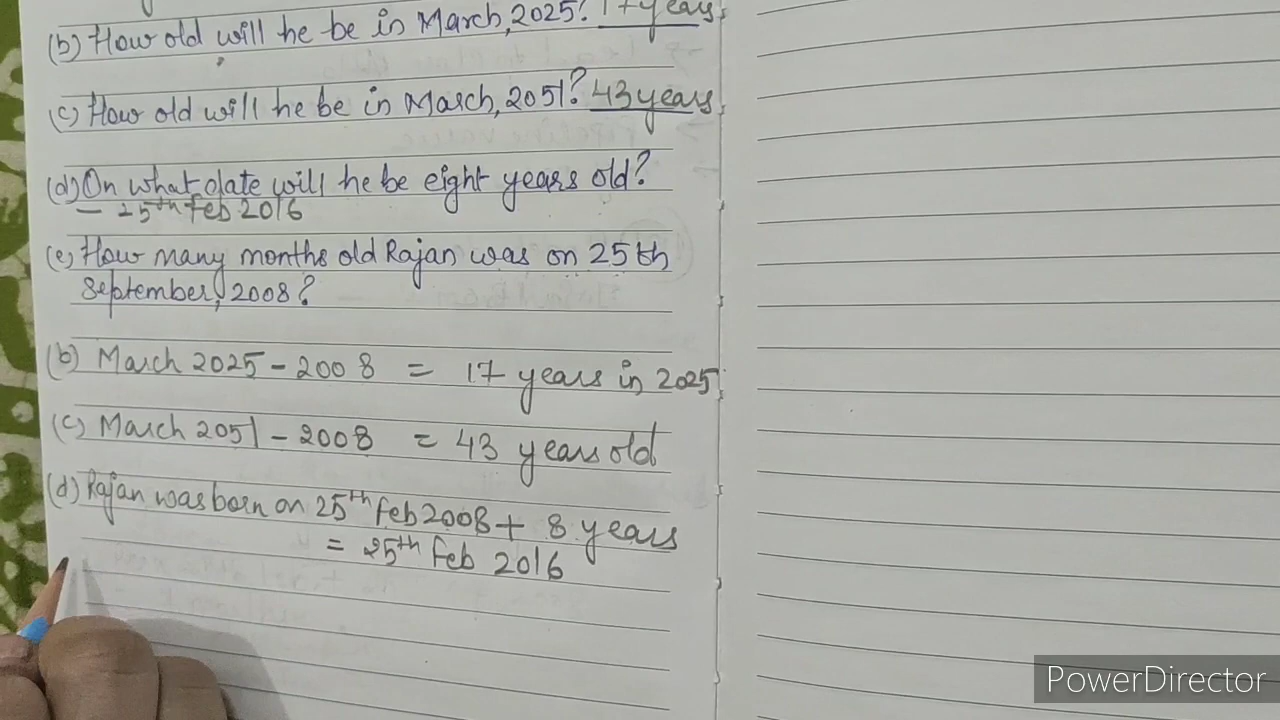 (b) How old will he be in March, 2025? 17 years.
(c) How old will he be in March, 2051? 43 years.
(d) On what date will he be eight years old?
- 25th Feb 2016
(e) How many months old Rajan was on 25th
September, 2008?
(b) March 2025 - 2008 = 17 years in 2025.
(c) March 2051 - 2008 = 43 years old
(d) Rajan was born on 25th Feb 2008 + 8 years
= 25th Feb 2016
PowerDirector